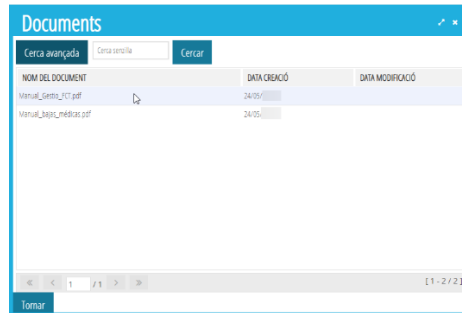 Documents
Cerca avançada Cerca senzilla Cercar
NOM DEL DOCUMENT DATA CREACIÓ DATA MODIFICACIÓ
Manual_Gestio_FCT.pdf 24/05/
Manual_bajas_médicas.pdf 24/05/
1 / 1 [ 1 - 2 / 2 ]
Tornar